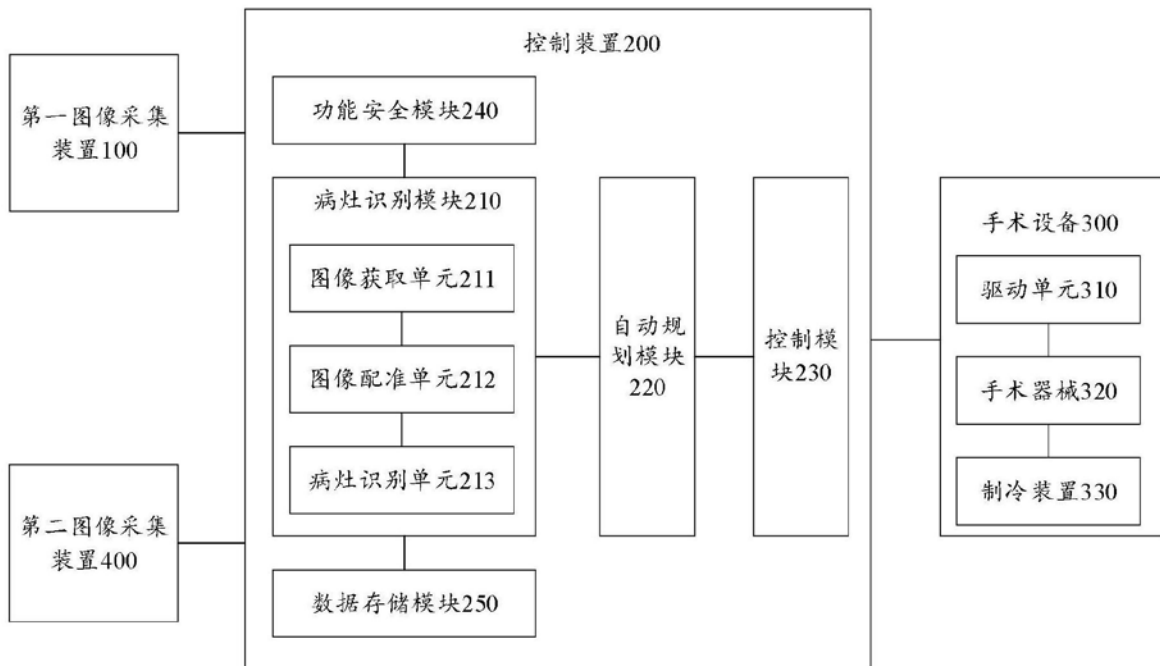 控制装置200
第一图像采集
装置100
功能安全模块240
病灶识别模块210
图像获取单元211
图像配准单元212
病灶识别单元213
自动规
划模块
220
控制模
块230
手术设备300
驱动单元310
手术器械320
制冷装置330
第二图像采集
装置400
数据存储模块250